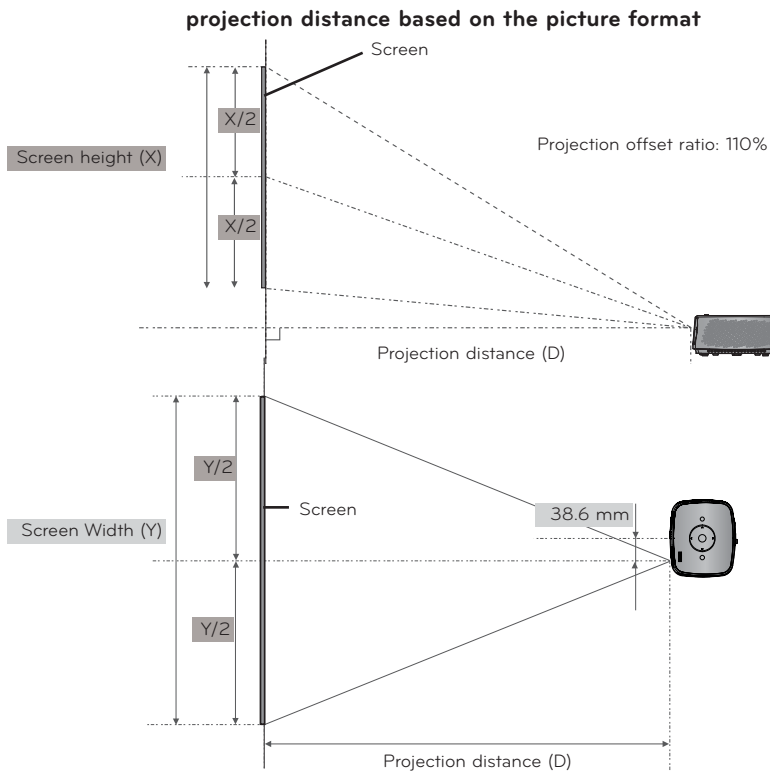 projection distance based on the picture format
Screen
X/2
Projection offset ratio: 110%
Screen height (X)
X/2
Projection distance (D)
Y/2
Screen
38.6 mm
Screen Width (Y)
Y/2
Projection distance (D)